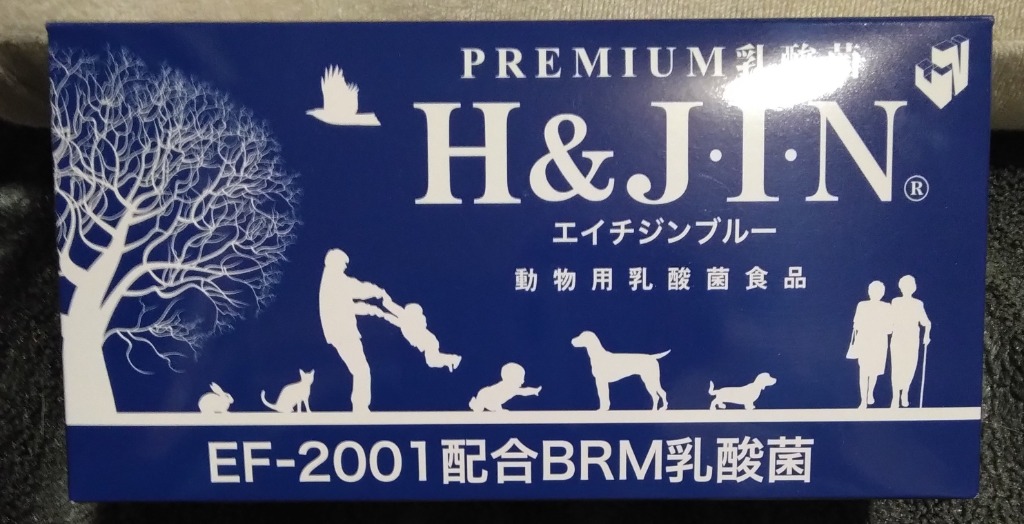 PREMIUM乳酸菌
H&J·I·N®
エイチジンブルー
動物用乳酸菌食品
EF-2001配合BRM乳酸菌